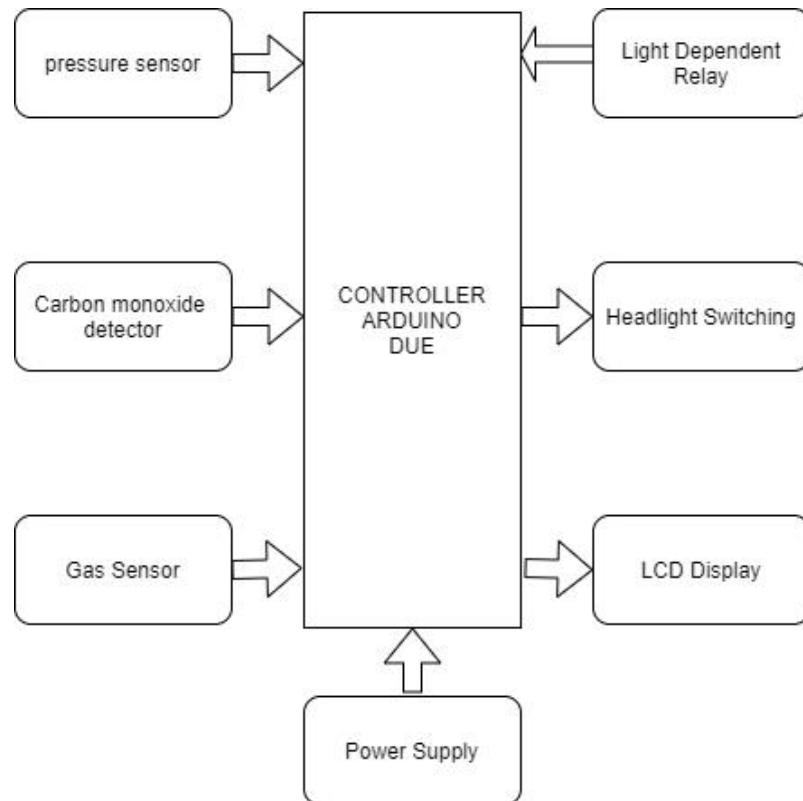 pressure sensor
Light Dependent
Relay
Carbon monoxide
detector
CONTROLLER
ARDUINO
DUE
Headlight Switching
Gas Sensor
LCD Display
Power Supply